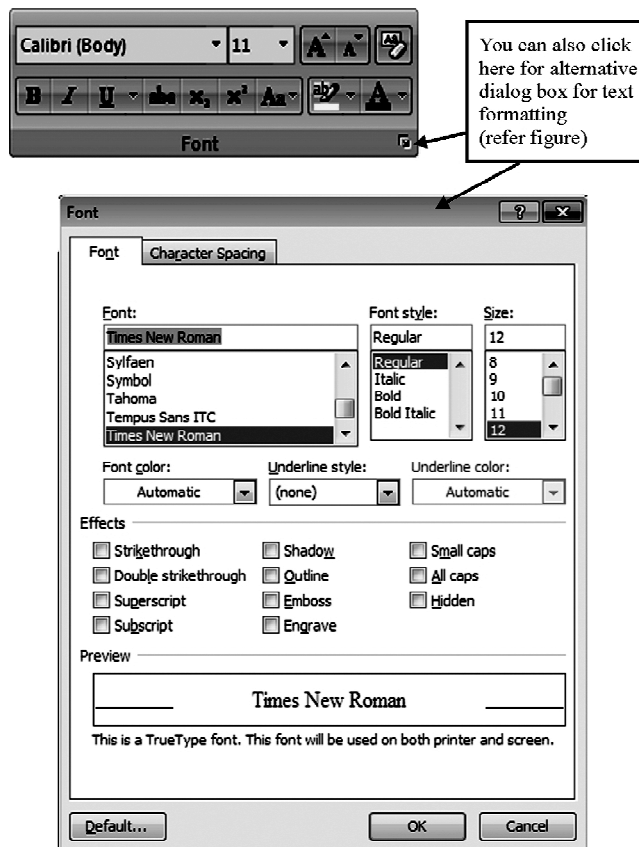 Calibri (Body) 11 A A Aa
B I U abc x₂ x² Aa ab A
Font
You can also click
here for alternative
dialog box for text
formatting
(refer figure)
Font ?
Font Character Spacing
Font: Font style: Size:
Times New Roman Regular 12
Sylfaen Regular 8
Symbol Italic 9
Tahoma Bold 10
Tempus Sans ITC Bold Italic 11
Times New Roman 12
Font color: Underline style: Underline color:
Automatic (none) Automatic
Effects
Strikethrough Shadow Small caps
Double strikethrough Outline All caps
Superscript Emboss Hidden
Subscript Engrave
Preview
Times New Roman
This is a TrueType font. This font will be used on both printer and screen.
Default... OK Cancel